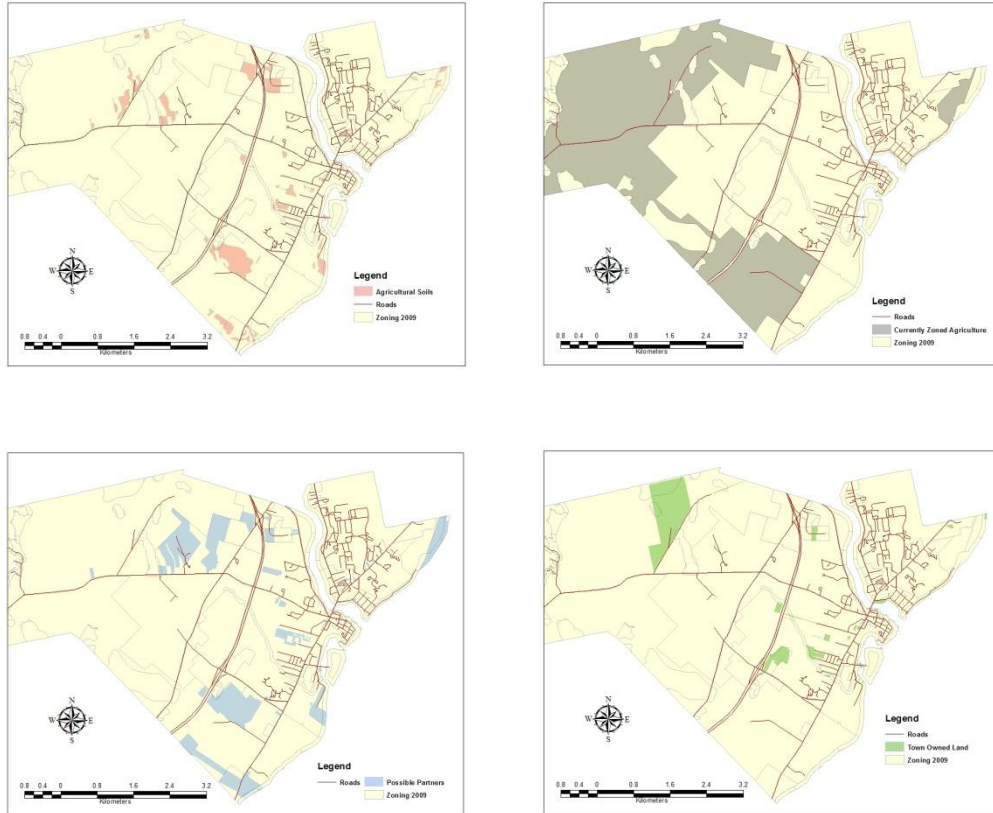 N
W E
S
Legend
Agricultural Soils
Roads
Zoning 2009
0.8 0.4 0 0.8 1.6 2.4 3.2
Kilometers
N
W E
S
Legend
Roads
Currently Zoned Agriculture
Zoning 2009
0.8 0.4 0 0.8 1.6 2.4 3.2
Kilometers
N
W E
S
Legend
Roads Possible Partners
Zoning 2009
0.8 0.4 0 0.8 1.6 2.4 3.2
Kilometers
N
W E
S
Legend
Roads
Town Owned Land
Zoning 2009
0.8 0.4 0 0.8 1.6 2.4 3.2
Kilometers